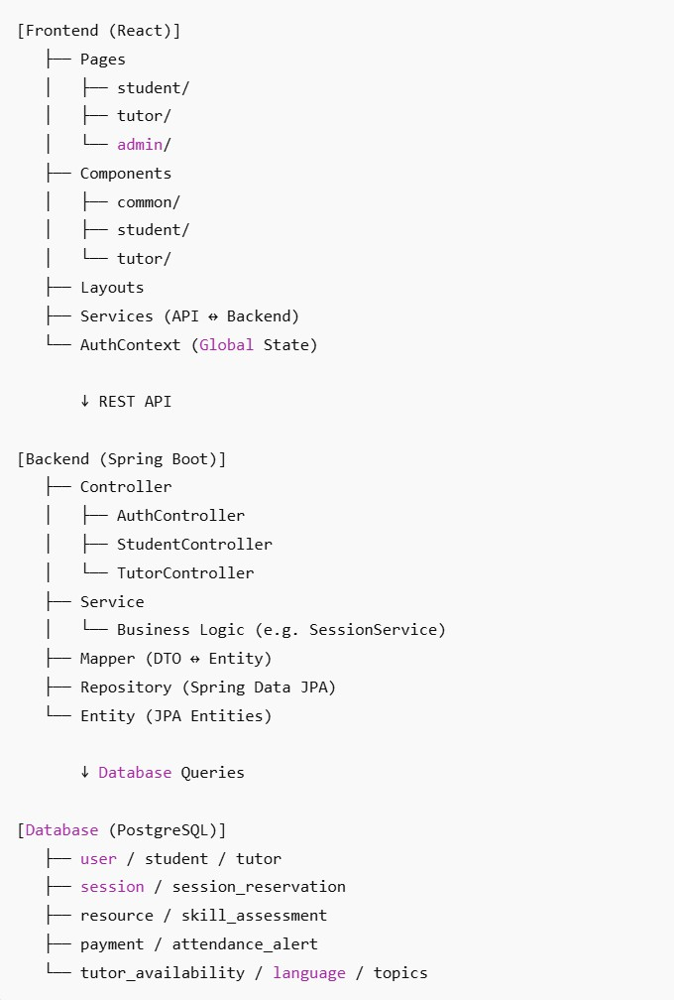 [Frontend (React)]
├── Pages
│   ├── student/
│   ├── tutor/
│   └── admin/
├── Components
│   ├── common/
│   ├── student/
│   └── tutor/
├── Layouts
├── Services (API ↔ Backend)
└── AuthContext (Global State)
↓ REST API
[Backend (Spring Boot)]
├── Controller
│   ├── AuthController
│   ├── StudentController
│   └── TutorController
├── Service
│   └── Business Logic (e.g. SessionService)
├── Mapper (DTO ↔ Entity)
├── Repository (Spring Data JPA)
└── Entity (JPA Entities)
↓ Database Queries
[Database (PostgreSQL)]
├── user / student / tutor
├── session / session_reservation
├── resource / skill_assessment
├── payment / attendance_alert
└── tutor_availability / language / topics